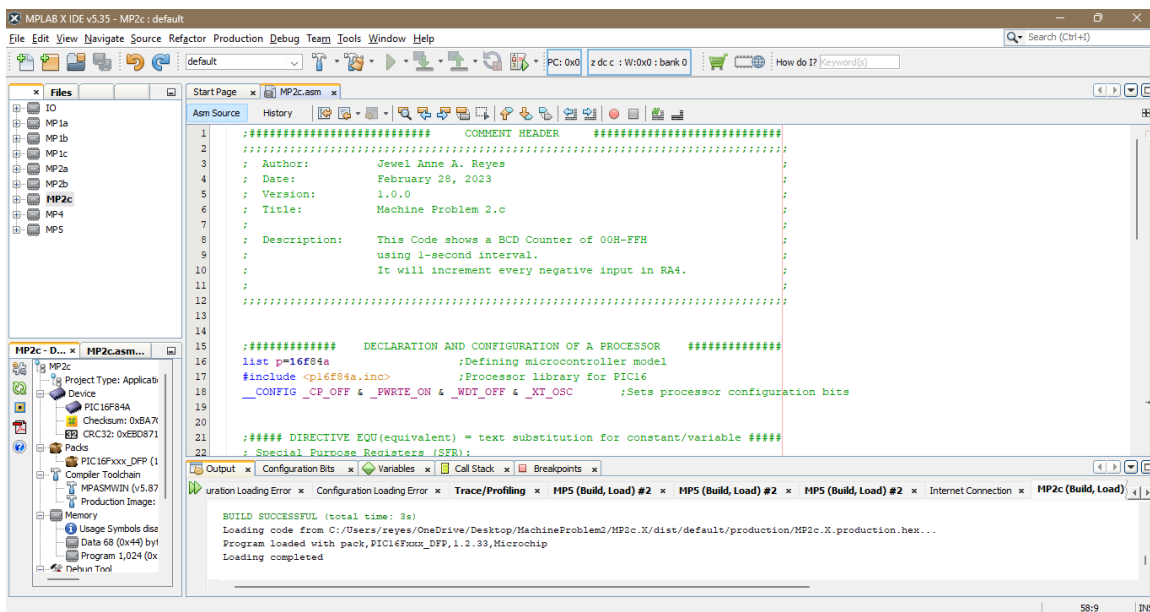 MPLAB X IDE v5.35 - MP2c : default
File Edit View Navigate Source Refactor Production Debug Team Tools Window Help
Search (Ctrl+I)
default
PC: 0x0
z dc c : W:0x0 : bank 0
How do I? Keyword(s)
Files
IO
MP1a
MP1b
MP1c
MP2a
MP2b
MP2c
MP4
MP5
Start Page MP2c.asm
Asm Source History
1 ;########################### COMMENT HEADER ############################
2 ;;;;;;;;;;;;;;;;;;;;;;;;;;;;;;;;;;;;;;;;;;;;;;;;;;;;;;;;;;;;;;;;;;;;;;;;;;;;;;;;;
3 ; Author: Jewel Anne A. Reyes ;
4 ; Date: February 28, 2023 ;
5 ; Version: 1.0.0 ;
6 ; Title: Machine Problem 2.c ;
7 ; ;
8 ; Description: This Code shows a BCD Counter of 00H-FFH ;
9 ; using 1-second interval. ;
10 ; It will increment every negative input in RA4. ;
11 ; ;
12 ;;;;;;;;;;;;;;;;;;;;;;;;;;;;;;;;;;;;;;;;;;;;;;;;;;;;;;;;;;;;;;;;;;;;;;;;;;;;;;;;;
13
14
15 ;############# DECLARATION AND CONFIGURATION OF A PROCESSOR ##############
16 list p=16f84a ;Defining microcontroller model
17 #include <p16f84a.inc> ;Processor library for PIC16
18 __CONFIG _CP_OFF & _PWRTE_ON & _WDT_OFF & _XT_OSC ;Sets processor configuration bits
19
20
21 ;##### DIRECTIVE EQU(equivalent) = text substitution for constant/variable #####
22 ; Special Purpose Registers (SFR):
MP2c - D... MP2c.asm...
MP2c
Project Type: Applicati
Device
PIC16F84A
Checksum: 0xBA7
CRC32: 0xEBD871
Packs
PIC16Fxxx_DFP (1
Compiler Toolchain
MPASMWIN (v5.87
Production Image:
Memory
Usage Symbols disa
Data 68 (0x44) byt
Program 1,024 (0x
Debug Tool
Output Configuration Bits Variables Call Stack Breakpoints
uration Loading Error Configuration Loading Error Trace/Profiling MP5 (Build, Load) #2 MP5 (Build, Load) #2 MP5 (Build, Load) #2 Internet Connection MP2c (Build, Load)
BUILD SUCCESSFUL (total time: 3s)
Loading code from C:/Users/reyes/OneDrive/Desktop/MachineProblem2/MP2c.X/dist/default/production/MP2c.X.production.hex...
Program loaded with pack,PIC16Fxxx_DFP,1.2.33,Microchip
Loading completed
58:9 INS